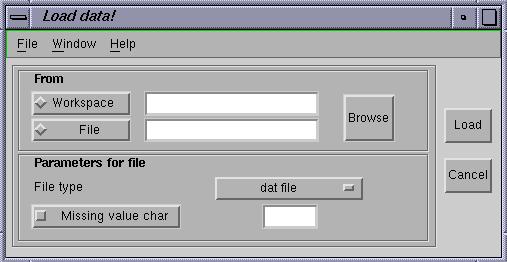 Load data!
File Window Help
From
Workspace
File
Browse
Load
Parameters for file
File type dat file
Cancel
Missing value char